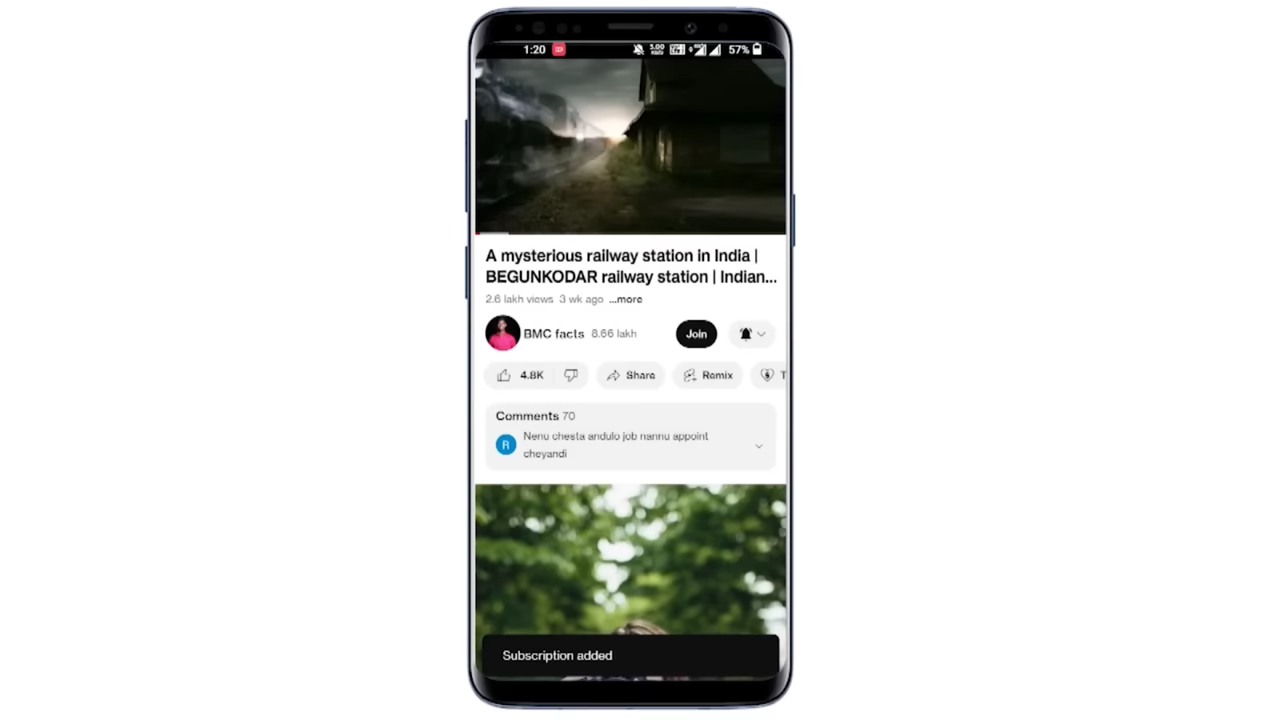 1:20
5.00
57%
A mysterious railway station in India |
BEGUNKODAR railway station | Indian...
2.6 lakh views 3 wk ago ...more
BMC facts 8.66 lakh
Join
4.8K
Share
Remix
T
Comments 70
R
Nenu chesta andulo job nannu appoint
cheyandi
Subscription added